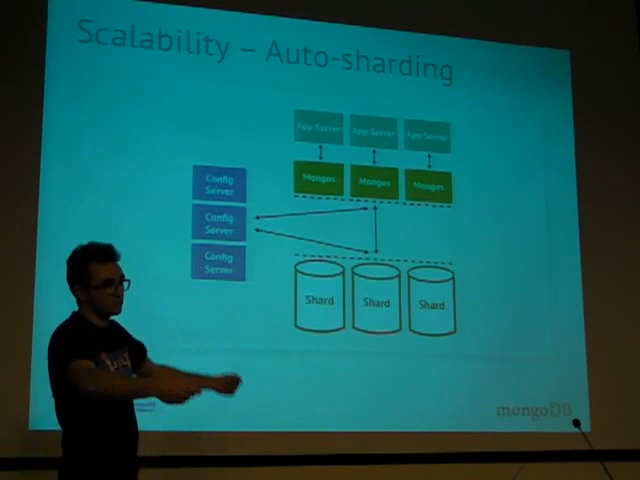 Scalability – Auto-sharding
App Server App Server App Server
Mongos Mongos Mongos
Config
Server
Config
Server
Config
Server
Shard Shard Shard
mongoDB